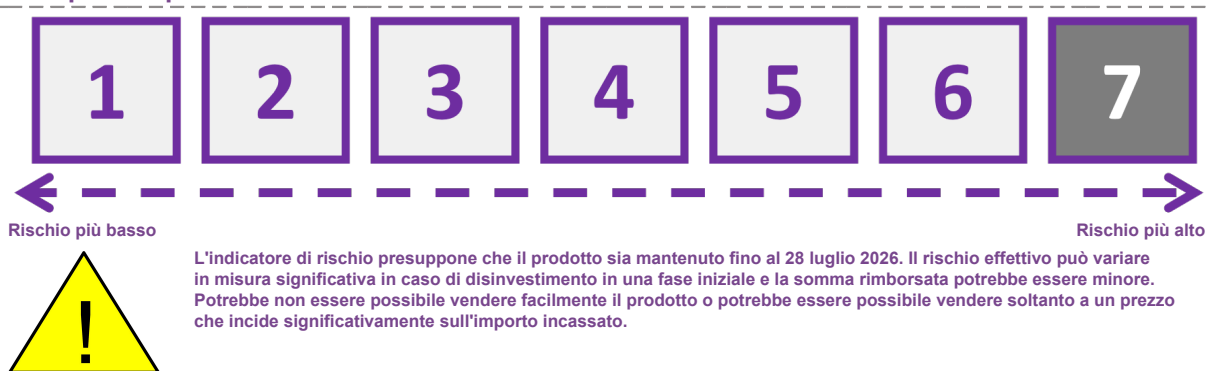 1 2 3 4 5 6 7
Rischio più basso Rischio più alto
L'indicatore di rischio presuppone che il prodotto sia mantenuto fino al 28 luglio 2026. Il rischio effettivo può variare
in misura significativa in caso di disinvestimento in una fase iniziale e la somma rimborsata potrebbe essere minore.
Potrebbe non essere possibile vendere facilmente il prodotto o potrebbe essere possibile vendere soltanto a un prezzo
che incide significativamente sull'importo incassato.
!